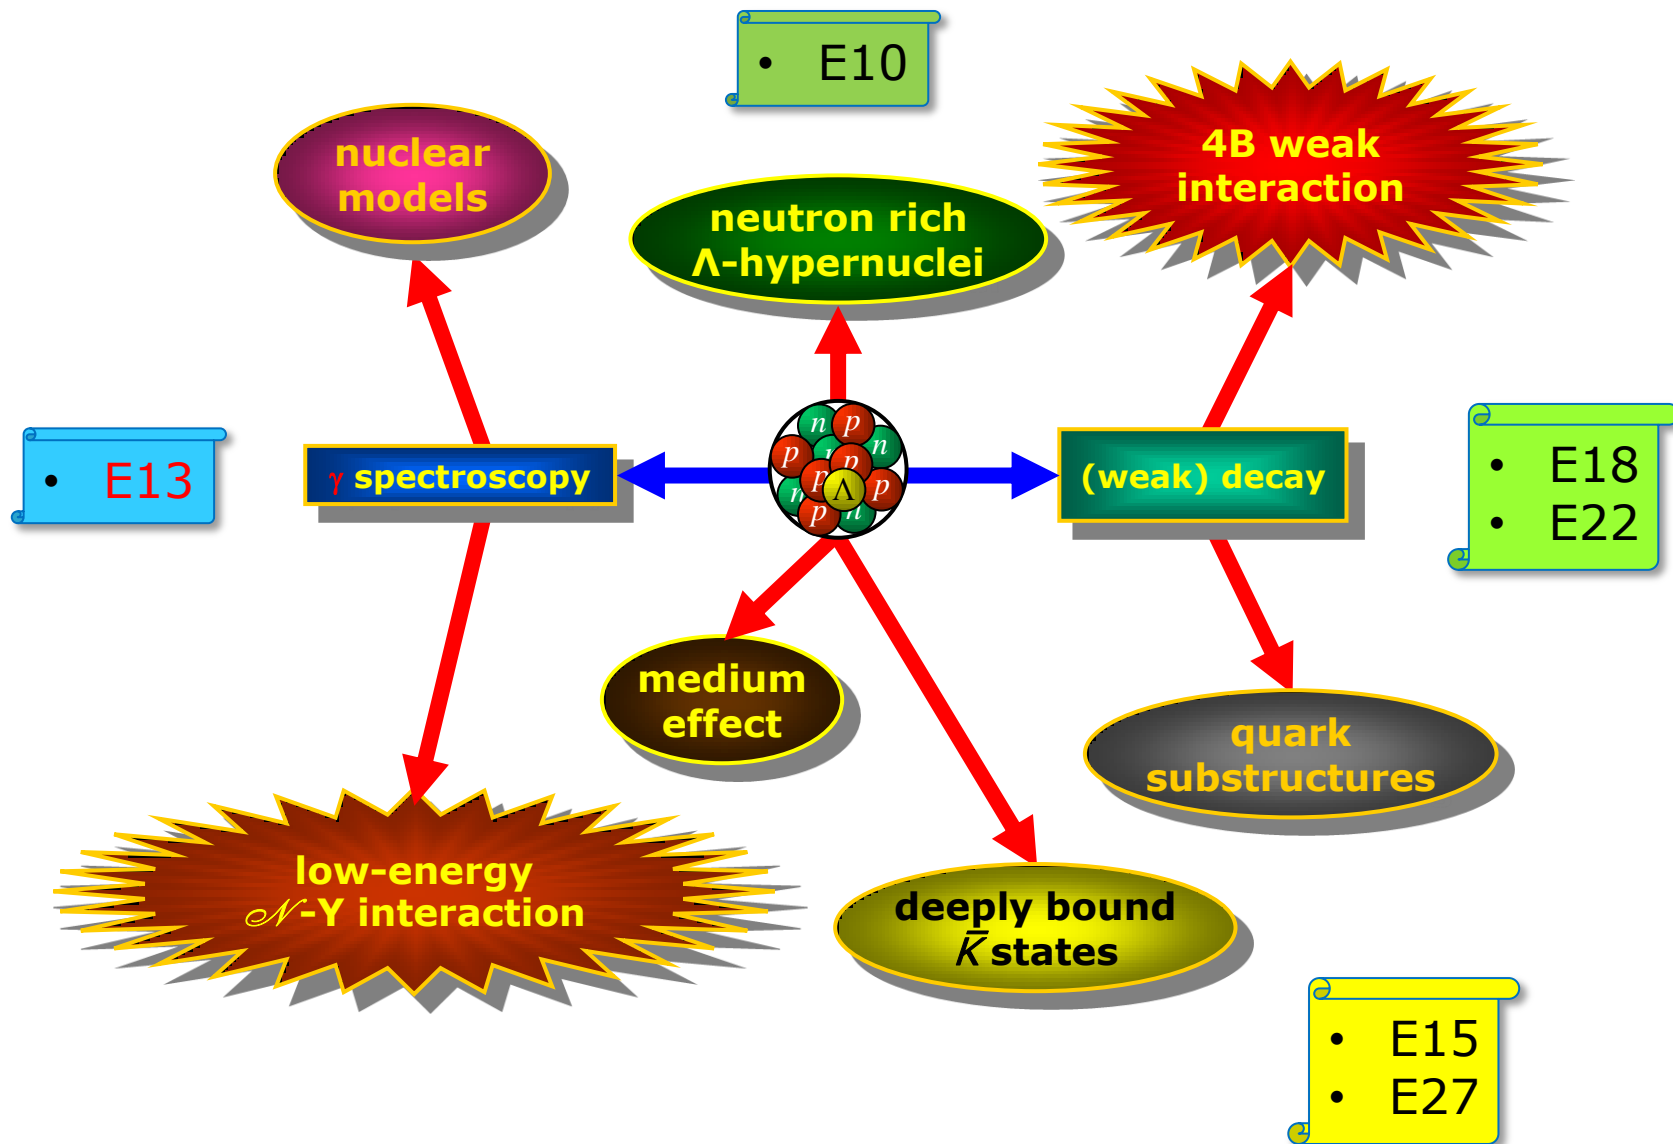 • E10
nuclear
models
4B weak
interaction
neutron rich
Λ-hypernuclei
n p
p n p n
• E13
γ spectroscopy
p Λ p
n p n
(weak) decay
• E18
• E22
medium
effect
quark
substructures
low-energy
𝒩-Y interaction
deeply bound
K̄ states
• E15
• E27